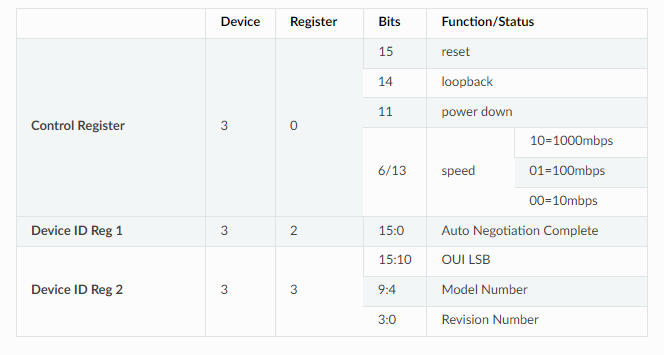 Device Register Bits Function/Status
15 reset
14 loopback
11 power down
Control Register 3 0
10=1000mbps
6/13 speed 01=100mbps
00=10mbps
Device ID Reg 1 3 2 15:0 Auto Negotiation Complete
15:10 OUI LSB
Device ID Reg 2 3 3 9:4 Model Number
3:0 Revision Number